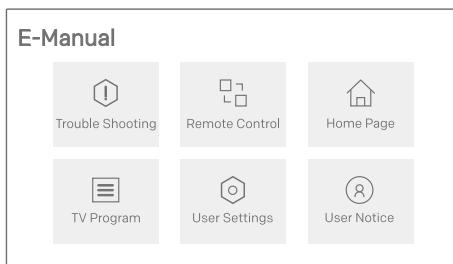 E-Manual
Trouble Shooting
Remote Control
Home Page
TV Program
User Settings
User Notice